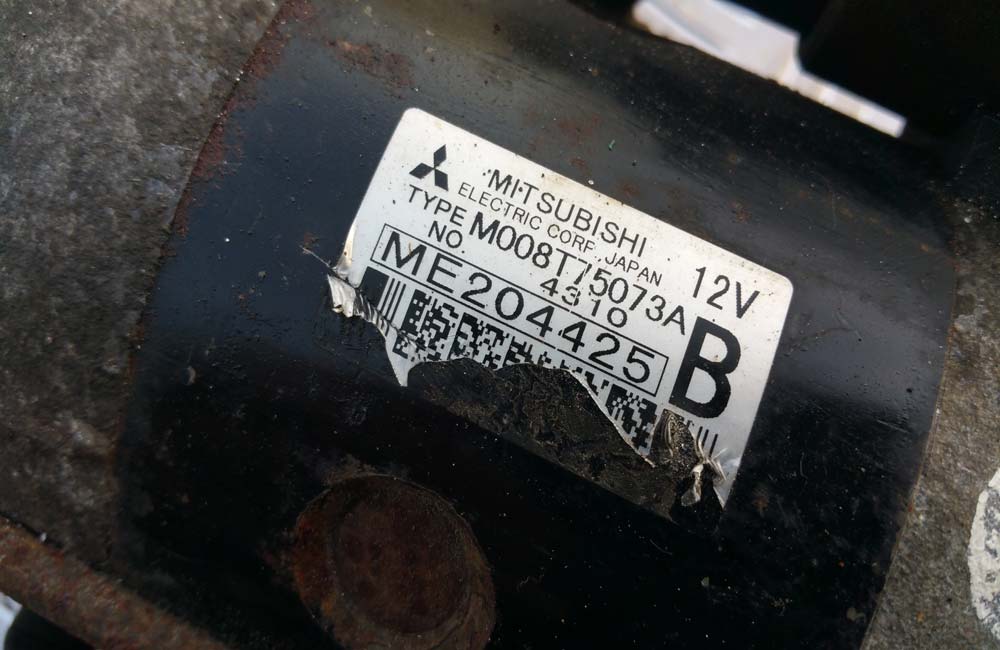 MITSUBISHI
ELECTRIC CORP. JAPAN
TYPE M008T75073A 12V
NO. 4310
ME204425 B